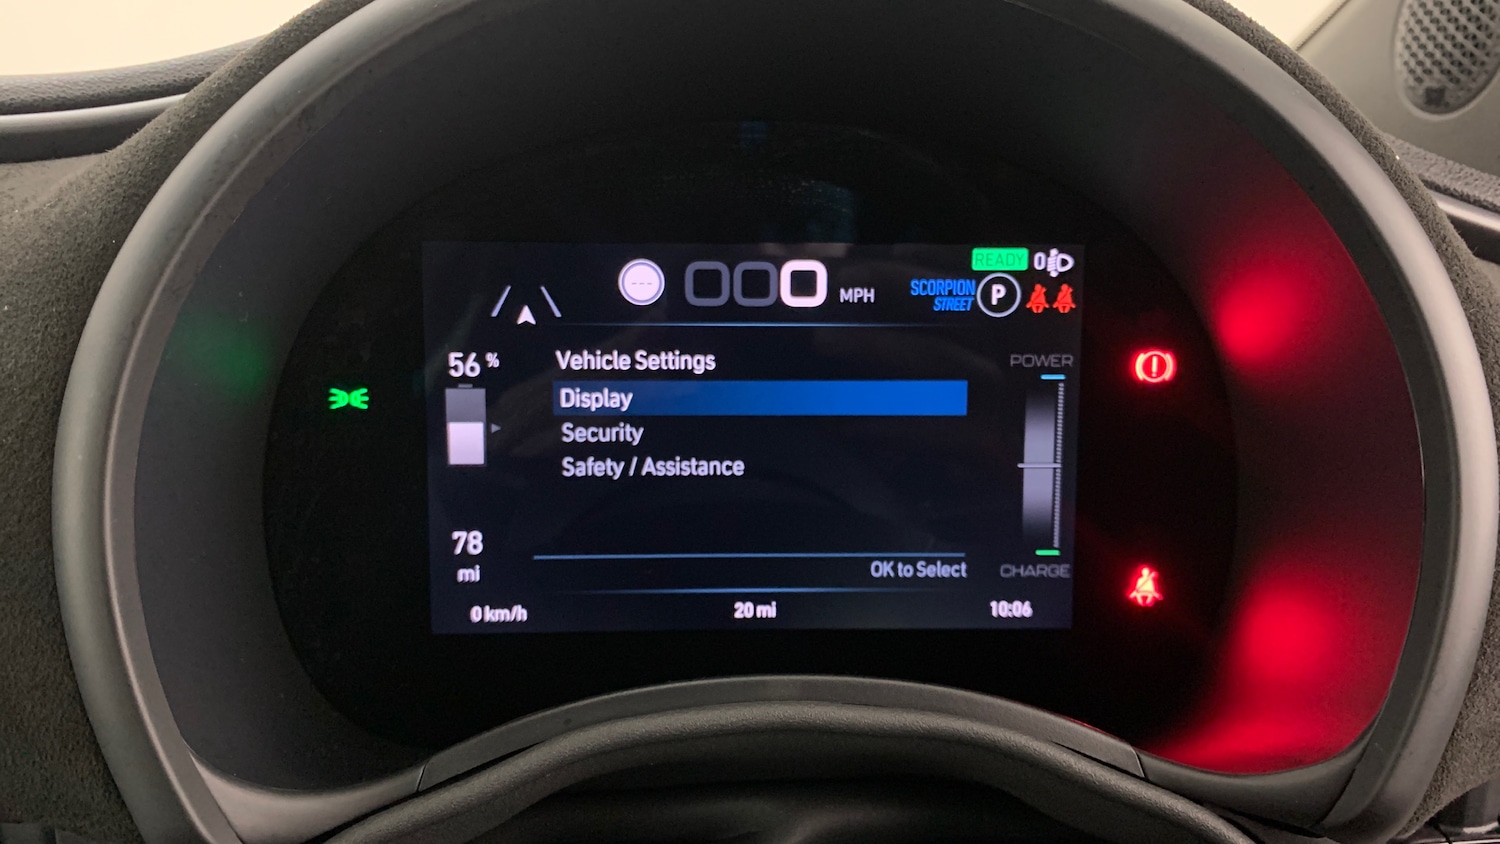 READY 0
--- 000 MPH SCORPION
STREET P
56 %
Vehicle Settings
POWER
Display
Security
Safety / Assistance
78
mi
OK to Select
CHARGE
0 km/h 20 mi 10:06